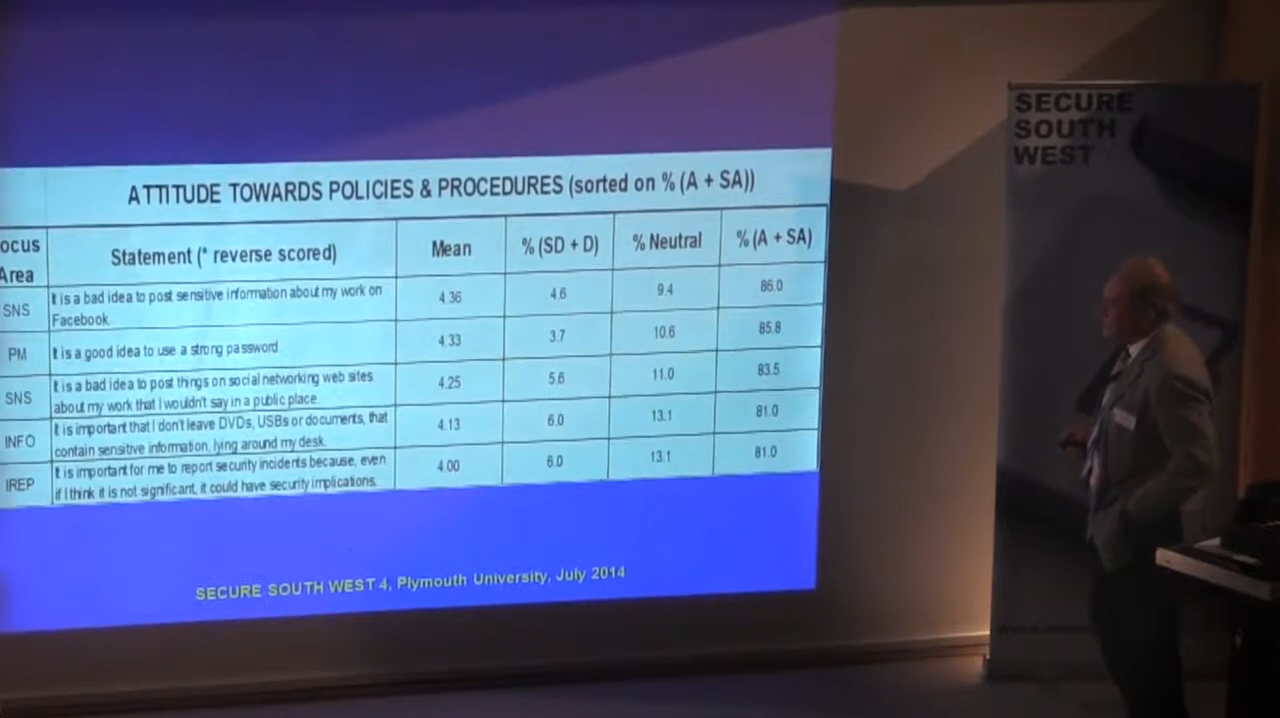 SECURE
SOUTH
WEST
ATTITUDE TOWARDS POLICIES & PROCEDURES (sorted on % (A + SA))
ocus
Area
Statement (* reverse scored)
Mean
% (SD + D)
% Neutral
% (A + SA)
SNS
It is a bad idea to post sensitive information about my work on
Facebook.
4.36
4.6
9.4
86.0
PM
It is a good idea to use a strong password.
4.33
3.7
10.6
85.8
SNS
It is a bad idea to post things on social networking web sites
about my work that I wouldn't say in a public place.
4.25
5.6
11.0
83.5
INFO
It is important that I don't leave DVDs, USBs or documents, that
contain sensitive information, lying around my desk.
4.13
6.0
13.1
81.0
IREP
It is important for me to report security incidents because, even
if I think it is not significant, it could have security implications.
4.00
6.0
13.1
81.0
SECURE SOUTH WEST 4, Plymouth University, July 2014